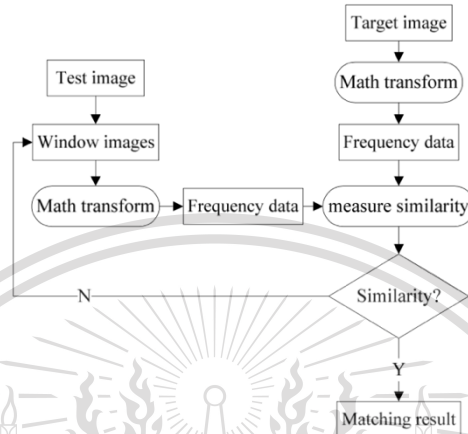 Target image
Test image
Math transform
Window images
Frequency data
Math transform
Frequency data
measure similarity
Similarity?
N
Y
Matching result